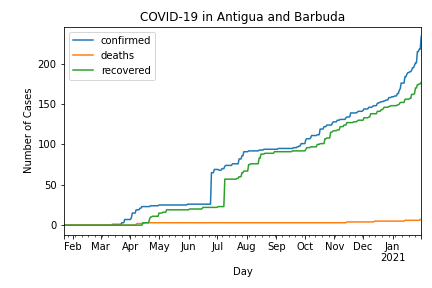 COVID-19 in Antigua and Barbuda
confirmed
deaths
recovered
Number of Cases
200
150
100
50
0
Feb Mar Apr May Jun Jul Aug Sep Oct Nov Dec Jan
2021
Day